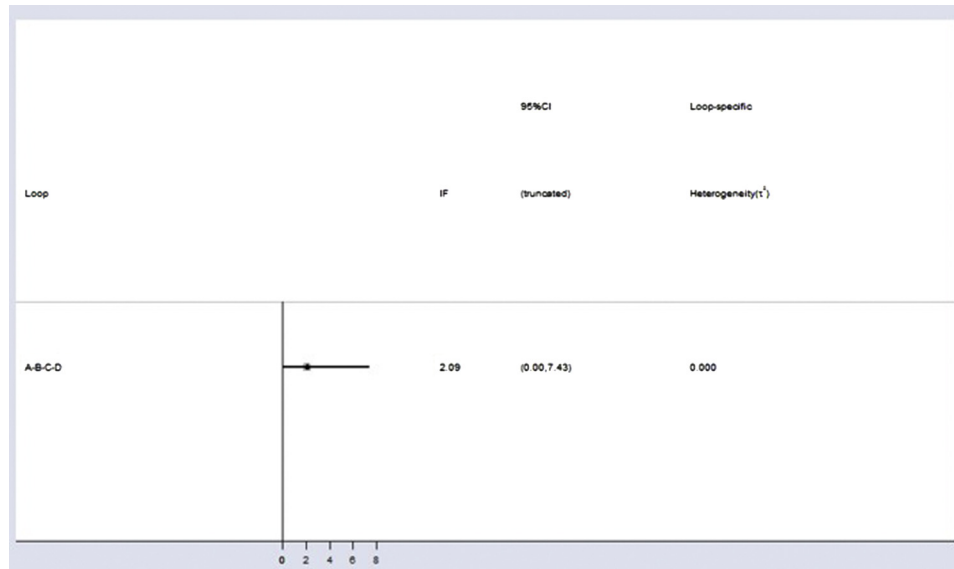 95%CI Loop-specific
Loop IF (truncated) Heterogeneity(τ²)
A-B-C-D 2.09 (0.00,7.43) 0.000
0 2 4 6 8